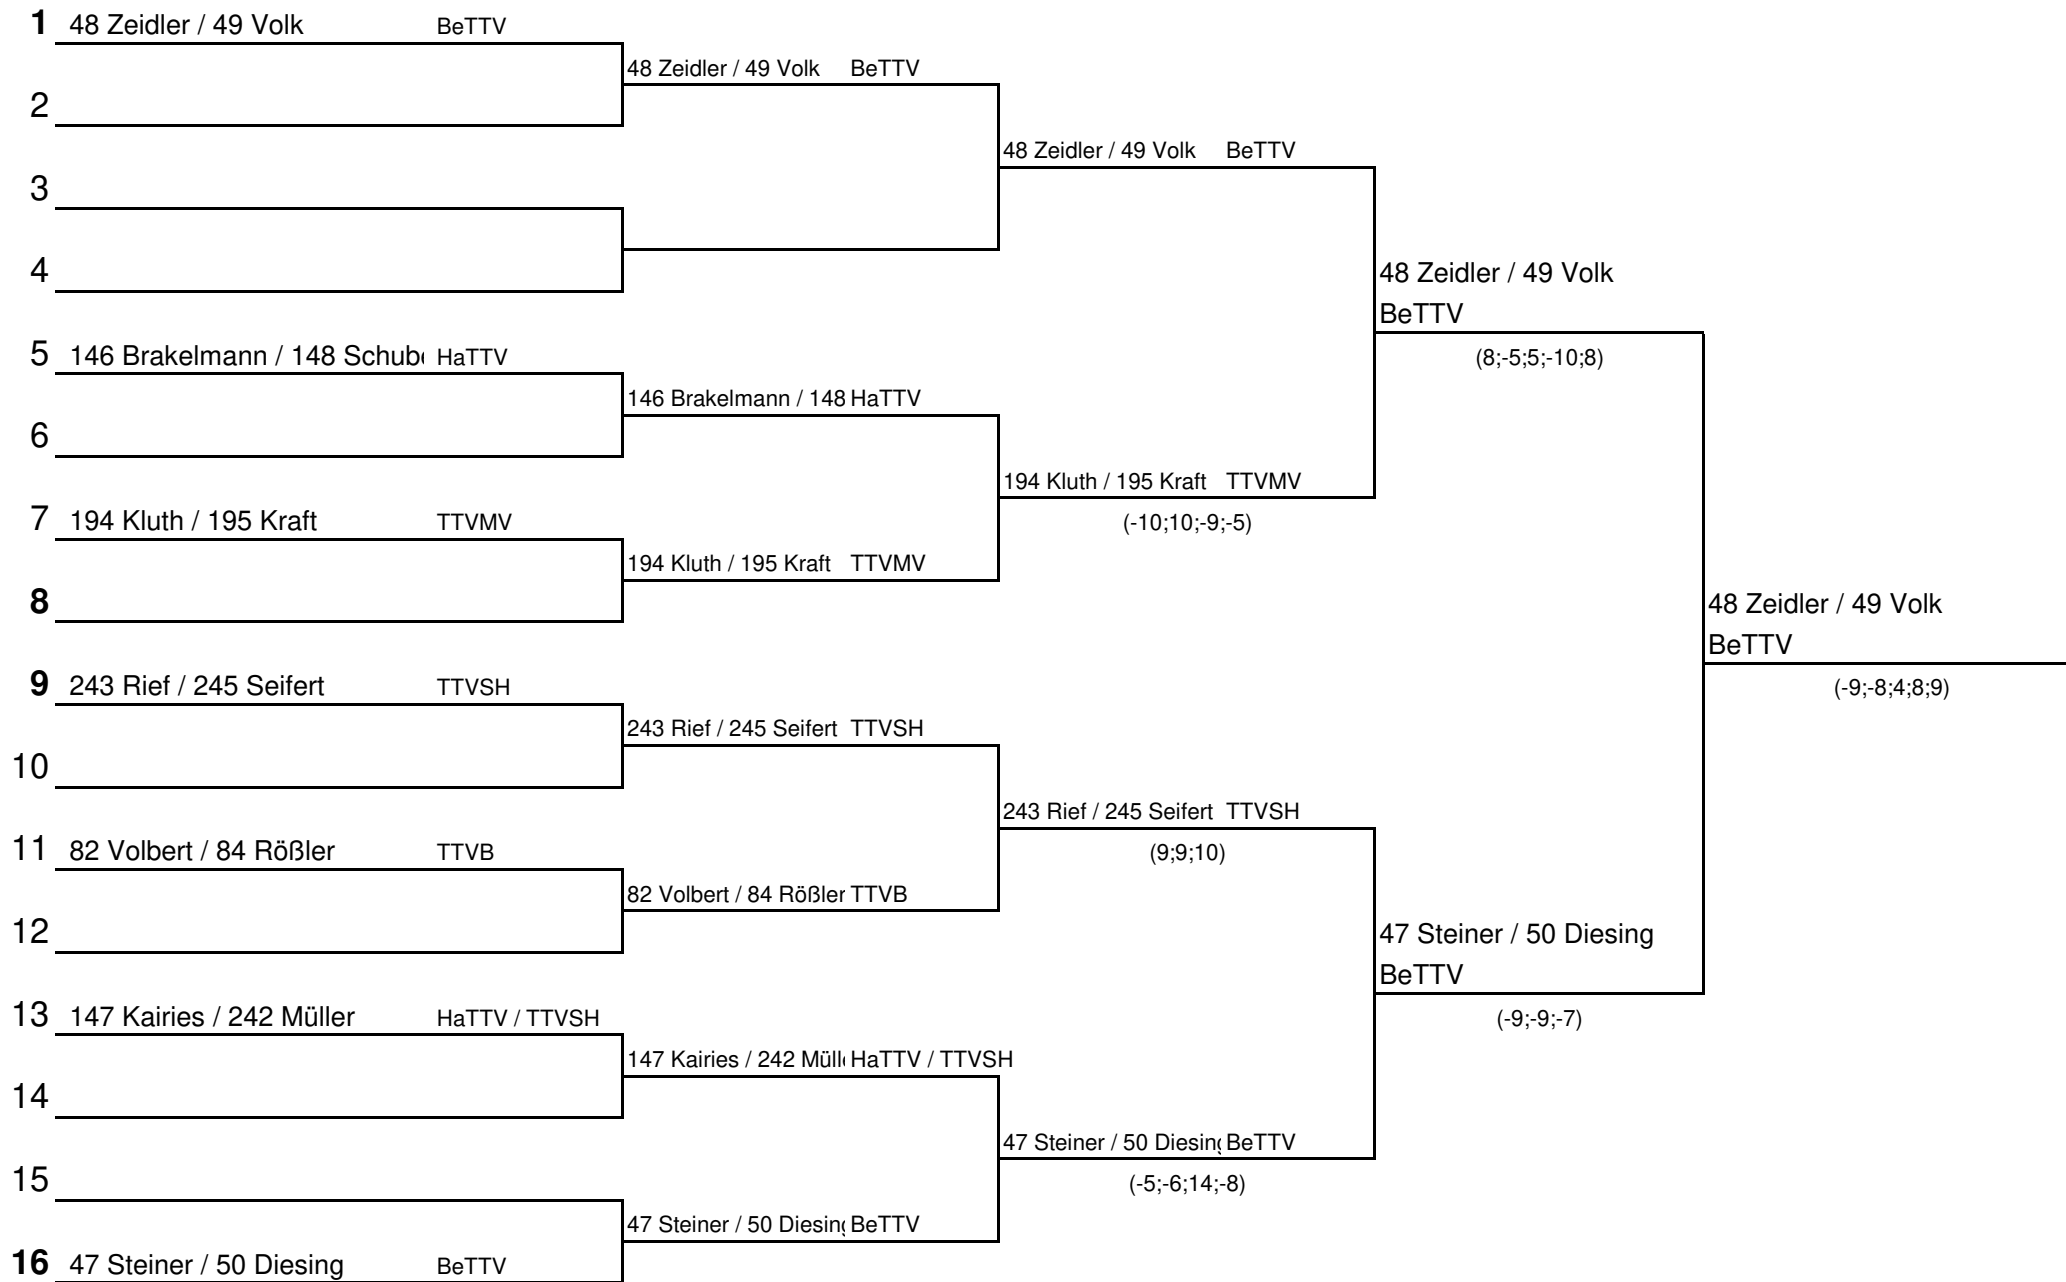 1 48 Zeidler / 49 Volk BeTTV
48 Zeidler / 49 Volk BeTTV
2
48 Zeidler / 49 Volk BeTTV
3
4
48 Zeidler / 49 Volk
BeTTV
(8;-5;5;-10;8)
5 146 Brakelmann / 148 Schub HaTTV
146 Brakelmann / 148 HaTTV
6
194 Kluth / 195 Kraft TTVMV
(-10;10;-9;-5)
7 194 Kluth / 195 Kraft TTVMV
194 Kluth / 195 Kraft TTVMV
8
48 Zeidler / 49 Volk
BeTTV
(-9;-8;4;8;9)
9 243 Rief / 245 Seifert TTVSH
243 Rief / 245 Seifert TTVSH
10
243 Rief / 245 Seifert TTVSH
(9;9;10)
11 82 Volbert / 84 Rößler TTVB
82 Volbert / 84 Rößler TTVB
12
47 Steiner / 50 Diesing
BeTTV
(-9;-9;-7)
13 147 Kairies / 242 Müller HaTTV / TTVSH
147 Kairies / 242 Müll HaTTV / TTVSH
14
47 Steiner / 50 Diesin BeTTV
(-5;-6;14;-8)
15
47 Steiner / 50 Diesin BeTTV
16 47 Steiner / 50 Diesing BeTTV